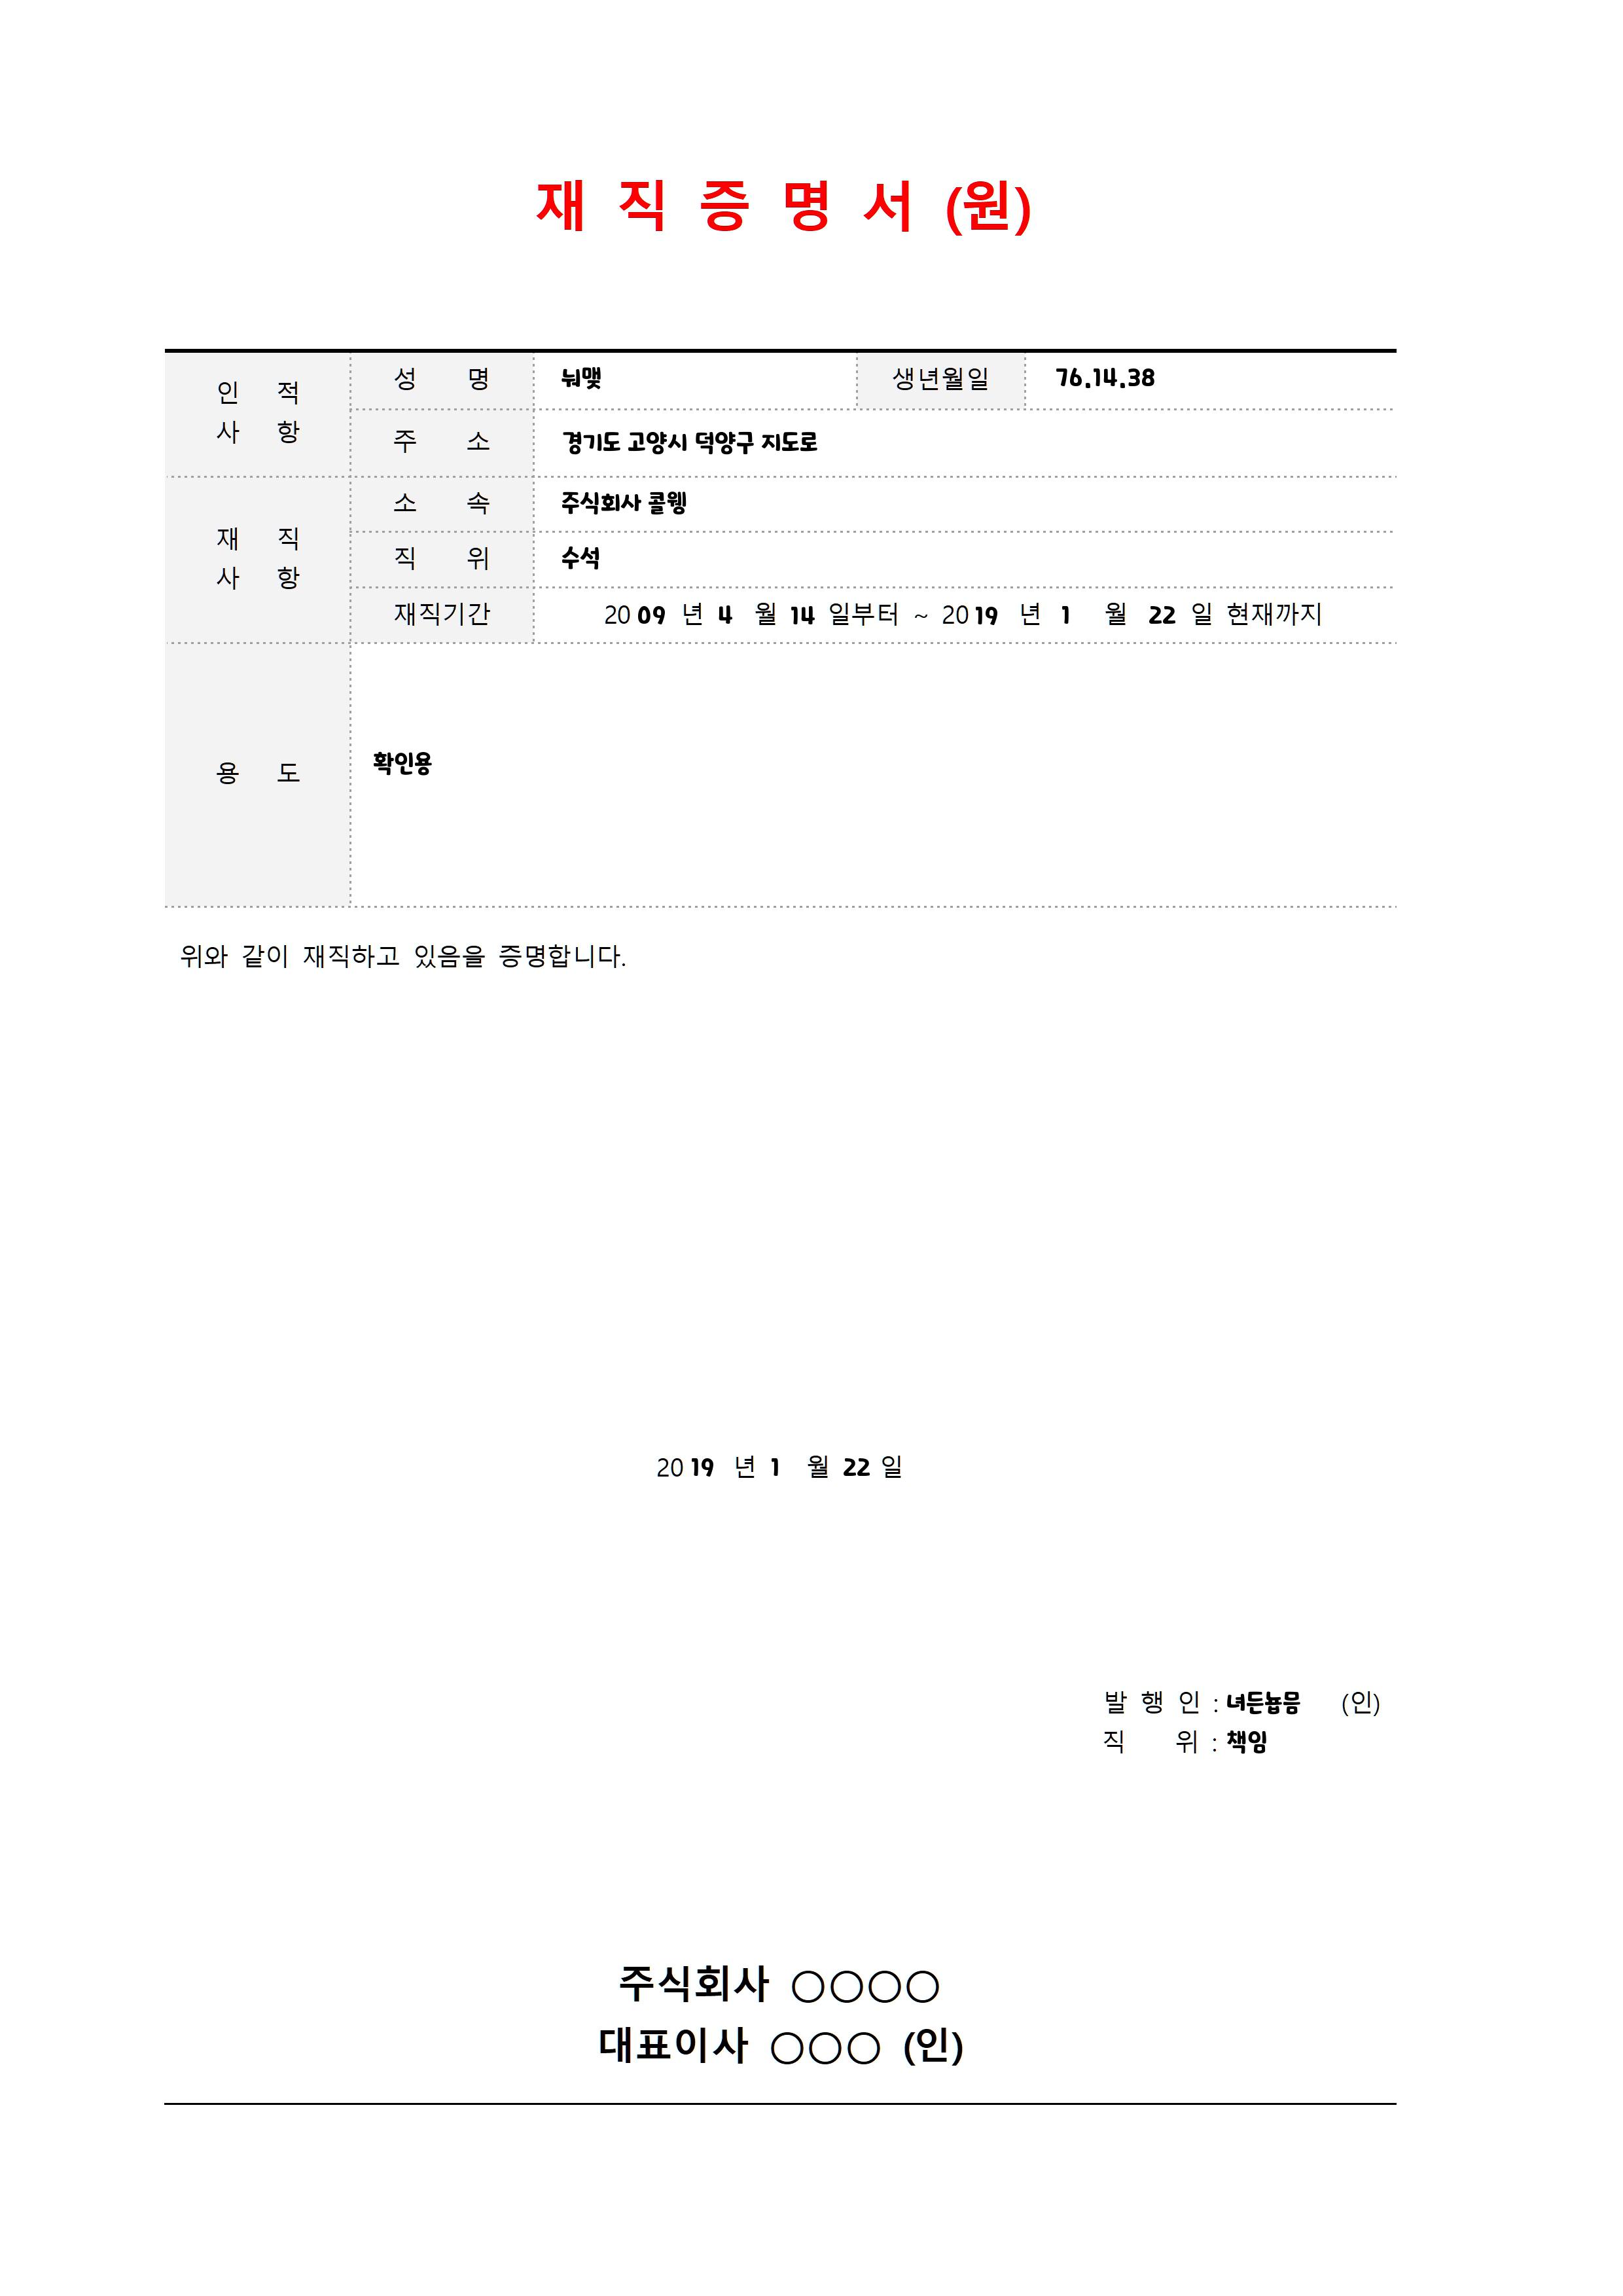 재 직 증 명 서 (원)
인 적 사 항
성 명 눠맺 생년월일 76.14.38
주 소 경기도 고양시 덕양구 지도로
재 직 사 항
소 속 주식회사 콜웽
직 위 수석
재직기간 2009 년 4 월 14 일부터 ~ 2019 년 1 월 22 일 현재까지
용 도 확인용
위와 같이 재직하고 있음을 증명합니다.
2019 년 1 월 22 일
발 행 인 : 녀든뇹믐 (인)
직 위 : 책임
주식회사 ○○○○
대표이사 ○○○ (인)